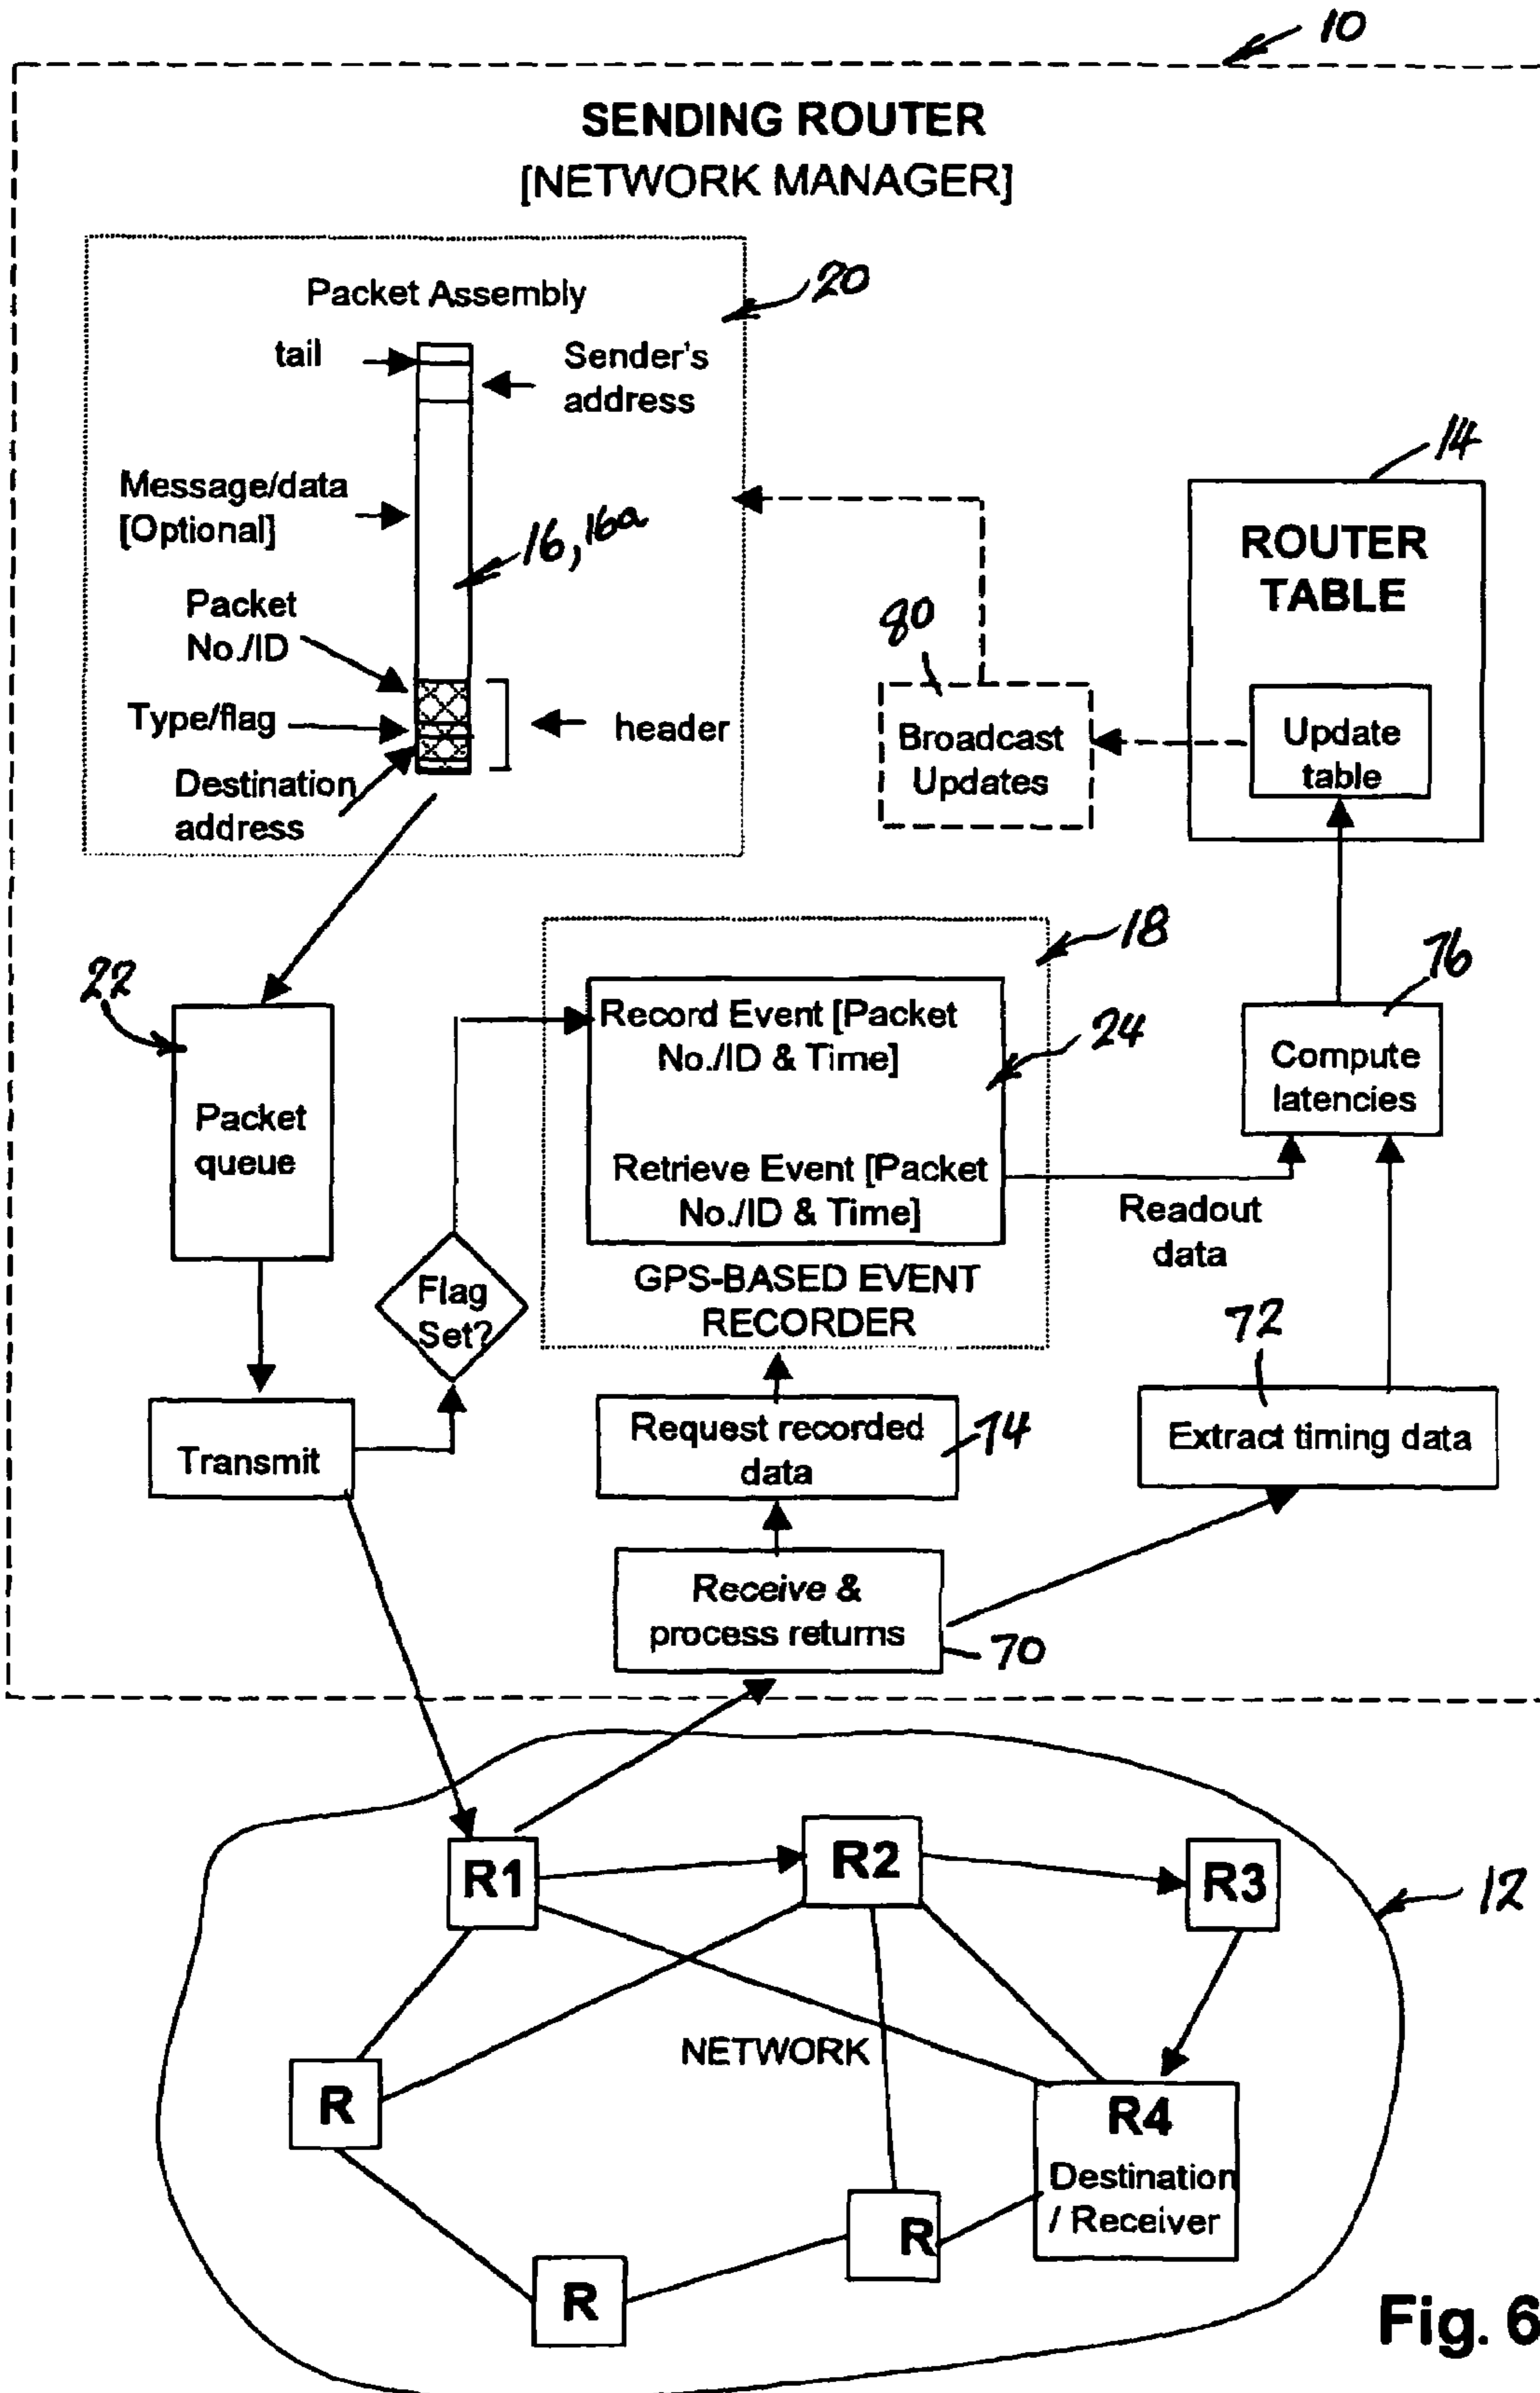 10
SENDING ROUTER
[NETWORK MANAGER]
Packet Assembly
20
tail
Sender's
address
Message/data
[Optional]
16, 16a
Packet
No./ID
Type/flag
header
Destination
address
14
ROUTER
TABLE
Update
table
80
Broadcast
Updates
22
Packet
queue
18
Record Event [Packet
No./ID & Time]
24
Retrieve Event [Packet
No./ID & Time]
GPS-BASED EVENT
RECORDER
76
Compute
latencies
Readout
data
Flag
Set?
72
Transmit
Request recorded
data
74
Extract timing data
Receive &
process returns
70
R1
R2
R3
12
NETWORK
R
R4
Destination
/ Receiver
R
R
Fig. 6